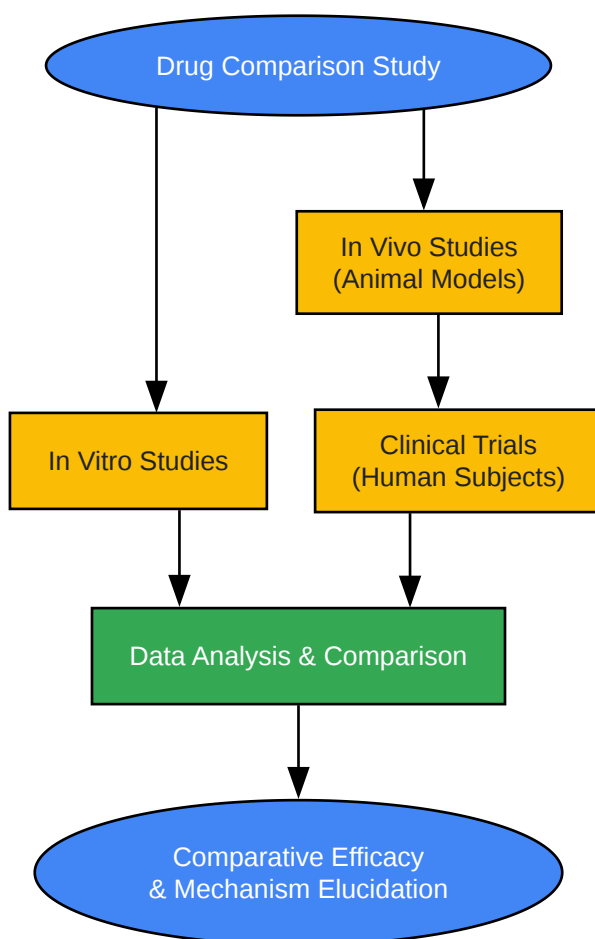 Drug Comparison Study
In Vivo Studies
(Animal Models)
In Vitro Studies
Clinical Trials
(Human Subjects)
Data Analysis & Comparison
Comparative Efficacy
& Mechanism Elucidation